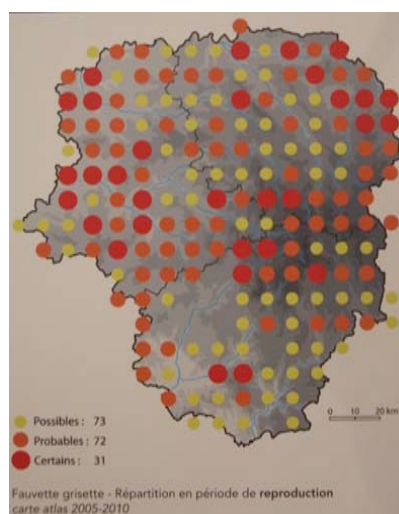 0 10 20 km
Possibles : 73
Probables : 72
Certains : 31
Fauvette grisette - Répartition en période de reproduction
carte atlas 2005-2010